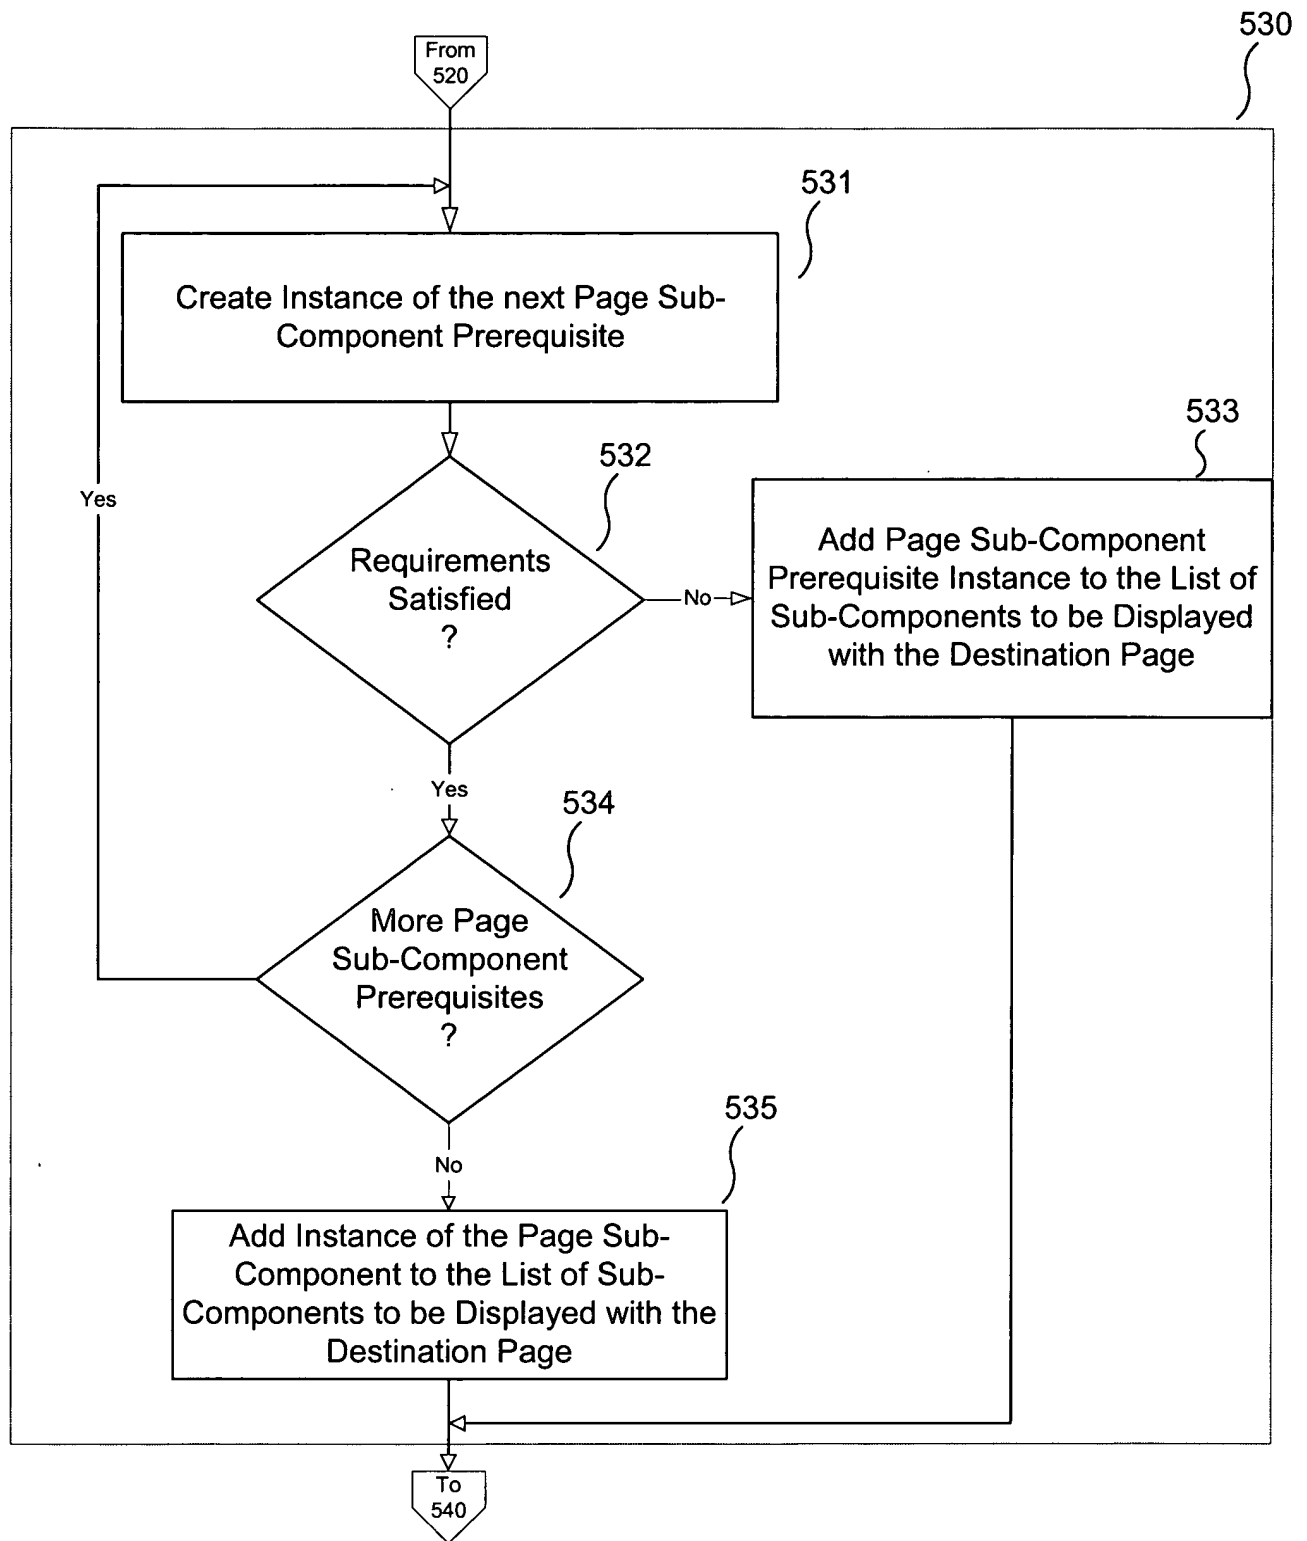 530
From
520
531
Create Instance of the next Page Sub-
Component Prerequisite
532
Requirements
Satisfied
?
No
533
Add Page Sub-Component
Prerequisite Instance to the List of
Sub-Components to be Displayed
with the Destination Page
Yes
Yes
534
More Page
Sub-Component
Prerequisites
?
No
535
Add Instance of the Page Sub-
Component to the List of Sub-
Components to be Displayed with the
Destination Page
To
540